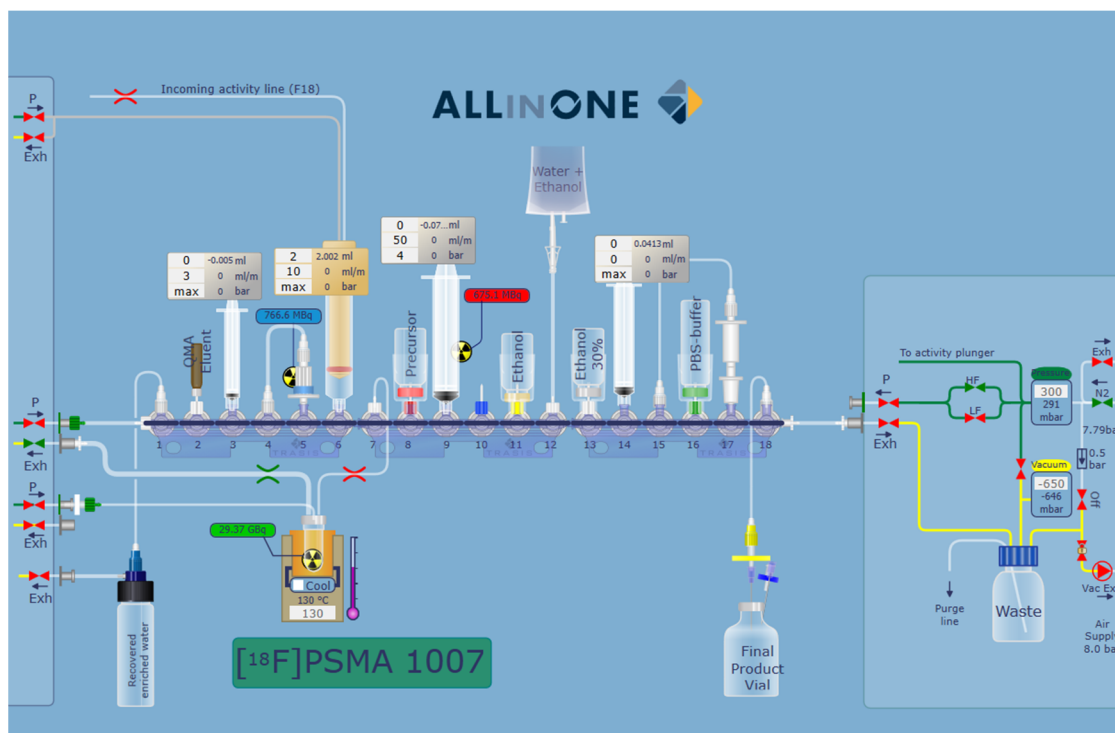 Incoming activity line (F18)
ALLINONE
P
Exh
Water +
Ethanol
0 -0.005 ml
3 0 ml/m
max 0 bar
2 2.002 ml
10 0 ml/m
max 0 bar
0 -0.07... ml
50 0 ml/m
4 0 bar
0 0.0413 ml
0 0 ml/m
max 0 bar
766.6 MBq
675.1 MBq
QMA
Eluent
Precursor
Ethanol
Ethanol
30%
PBS-buffer
P
Exh
1 2 3 4 5 6 7 8 9 10 11 12 13 14 15 16 17 18
TRASIS TRASIS TRASIS TRASIS
P
Exh
Exh
29.37 GBq
Cool
130 °C
130
Recovered
enriched water
[18F]PSMA 1007
Final
Product
Vial
To activity plunger
P
Exh
HF
LF
Pressure
300
291
mbar
Exh
N2
7.79ba
0.5
bar
Vacuum
-650
-646
mbar
Off
Purge
line
Waste
Vac Ex
Air
Supply
8.0 ba